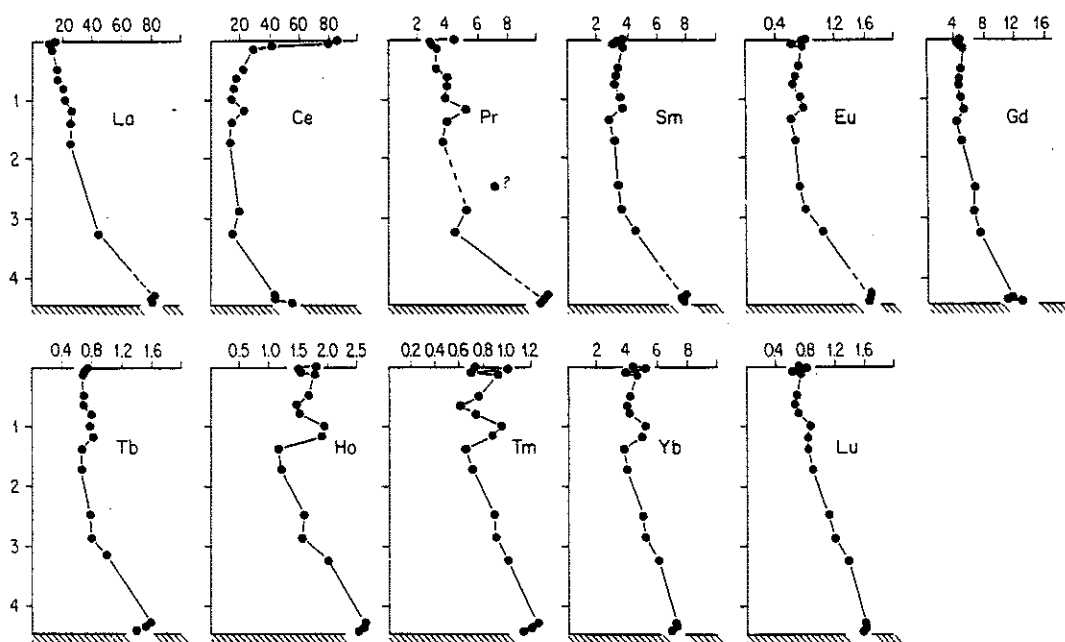 20 40 60 80
20 40 60 80 100
2 4 6 8 10
2 4 6 8
0.4 0.8 1.2 1.6
4 8 12 16
1
2
3
4
La
Ce
Pr
?
Sm
Eu
Gd
0.4 0.8 1.2 1.6
0.5 1.0 1.5 2.0 2.5
0.2 0.4 0.6 0.8 1.0 1.2
2 4 6 8
0.4 0.8 1.2 1.6
1
2
3
4
Tb
Ho
Tm
Yb
Lu